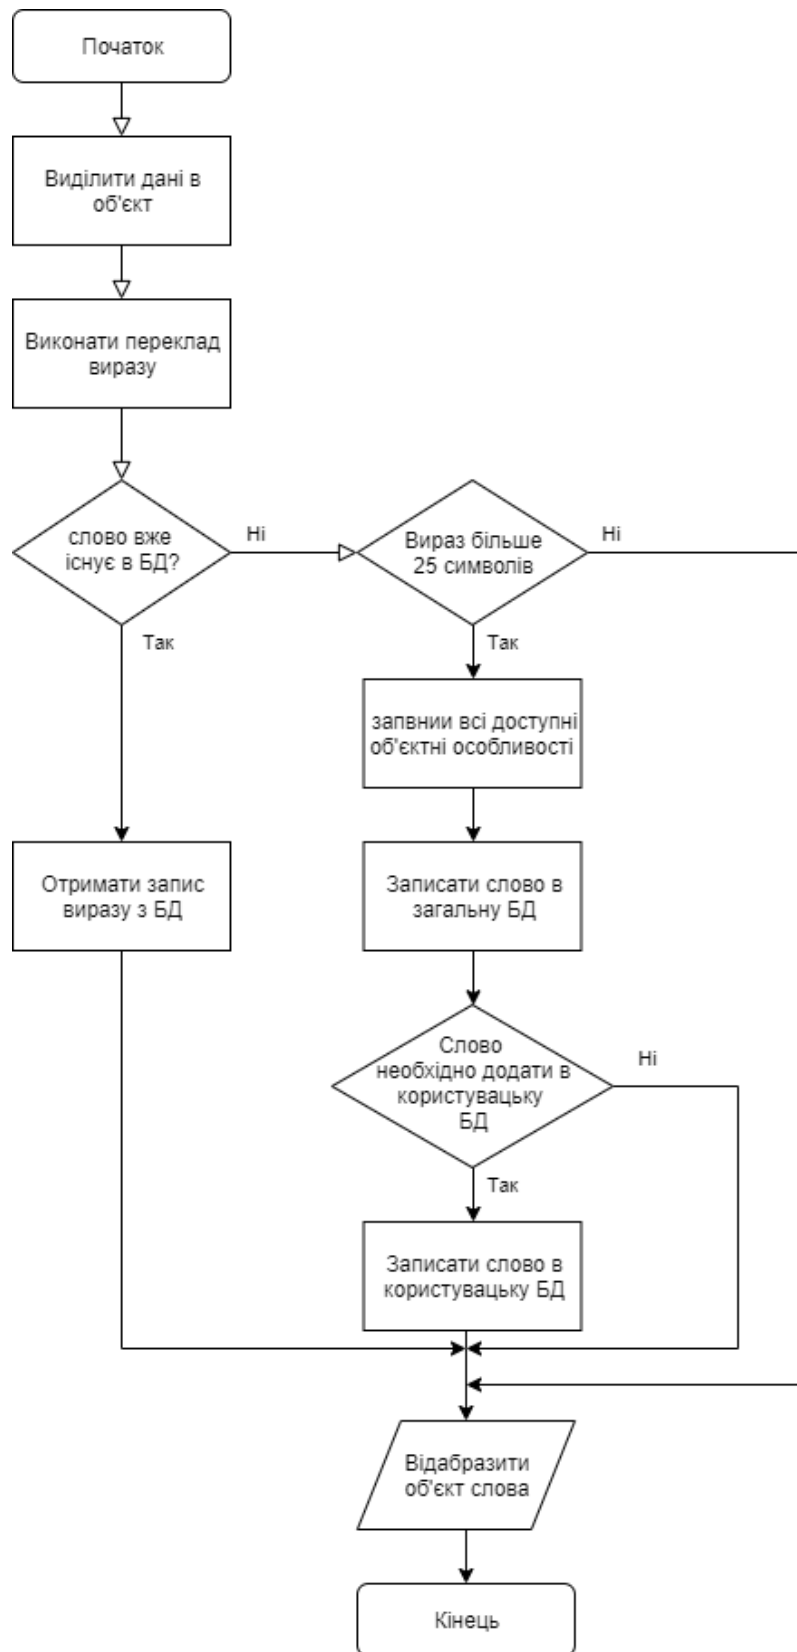 Початок
Виділити дані в
об'єкт
Виконати переклад
виразу
слово вже
існує в БД?
Ні
Вираз більше
25 символів
Ні
Так
Так
запвнии всі доступні
об'єктні особливості
Отримати запис
виразу з БД
Записати слово в
загальну БД
Слово
необхідно додати в
користувацьку
БД
Ні
Так
Записати слово в
користувацьку БД
Відабразити
об'єкт слова
Кінець